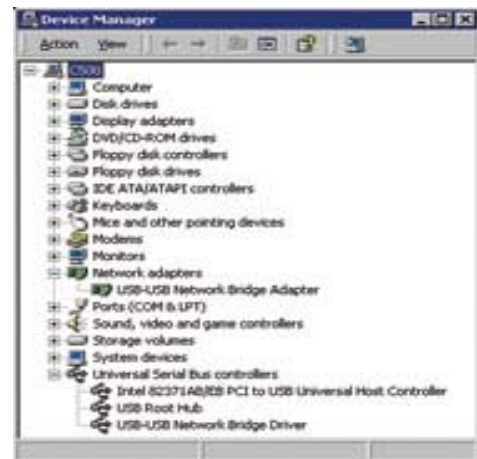 Device Manager
Action View
C500
Computer
Disk drives
Display adapters
DVD/CD-ROM drives
Floppy disk controllers
Floppy disk drives
IDE ATA/ATAPI controllers
Keyboards
Mice and other pointing devices
Modems
Monitors
Network adapters
USB-USB Network Bridge Adapter
Ports (COM & LPT)
Sound, video and game controllers
Storage volumes
System devices
Universal Serial Bus controllers
Intel 82371AB/EB PCI to USB Universal Host Controller
USB Root Hub
USB-USB Network Bridge Driver